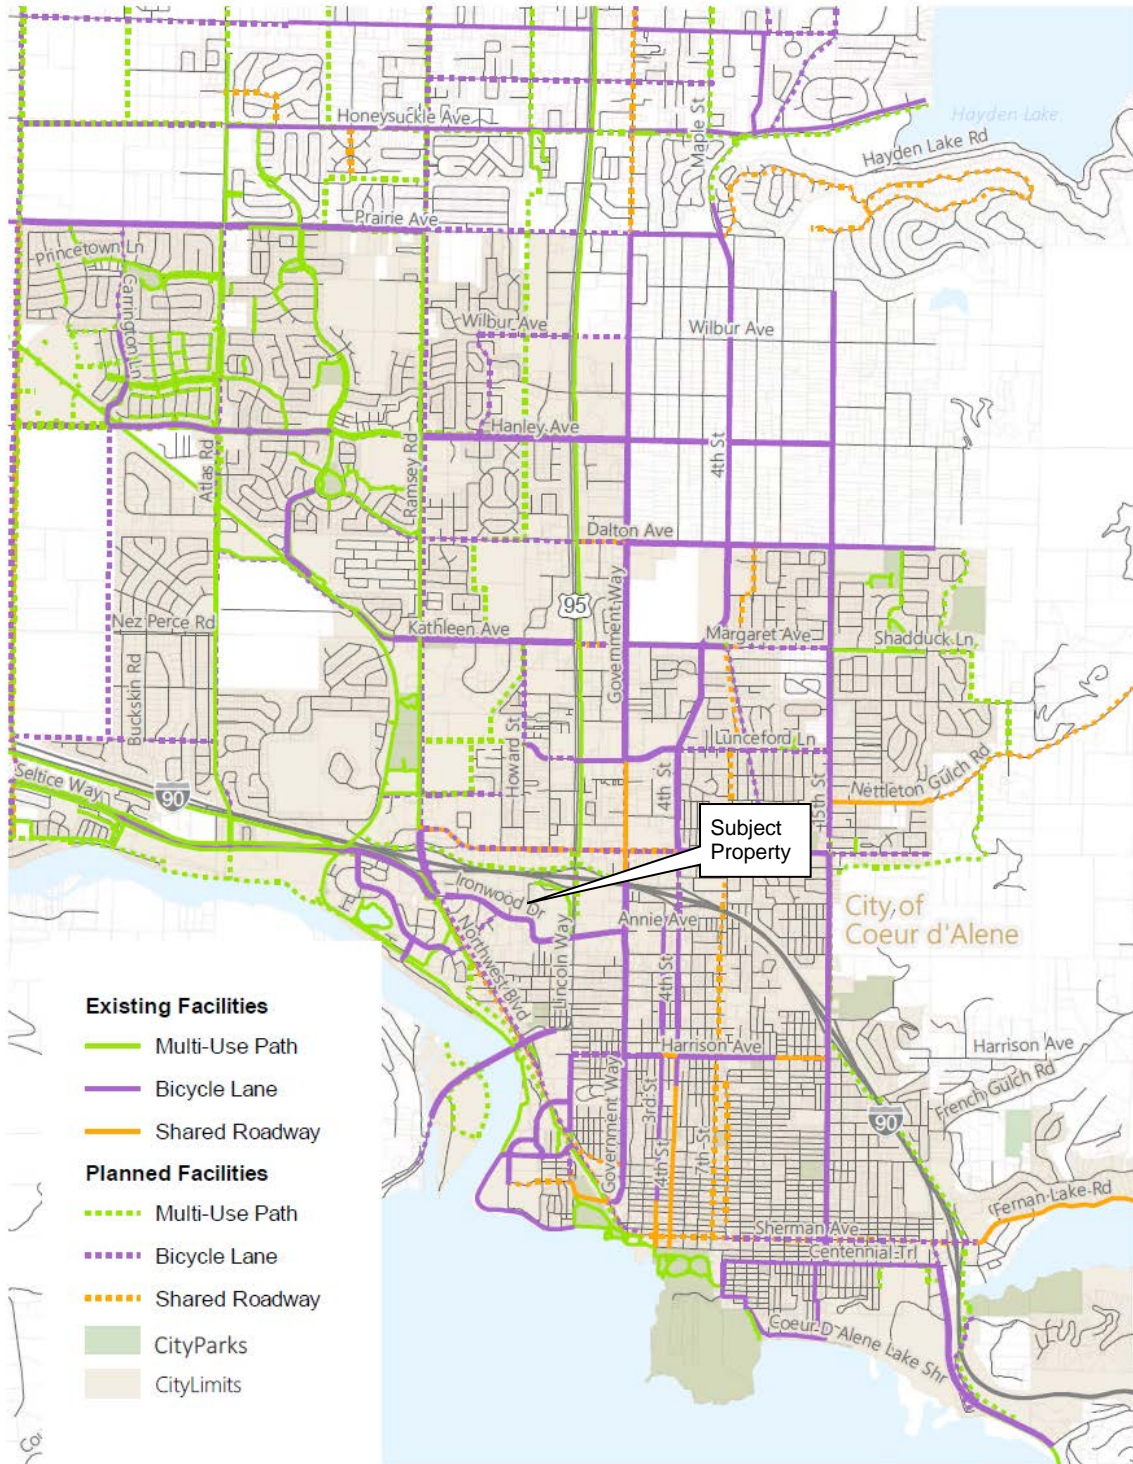 Maple St
Honeysuckle Ave
Hayden Lake
Hayden Lake Rd
Prairie Ave
Princetown Ln
Carrington Ln
Wilbur Ave
Wilbur Ave
Hanley Ave
4th St
Atlas Rd
Ramsey Rd
Dalton Ave
95
Government Way
Nez Perce Rd
Kathleen Ave
Margaret Ave
Shadduck Ln
Buckskin Rd
Howard St
Lunceford Ln
Nettleton Gulch Rd
4th St
15th St
Seltice Way
90
Subject
Property
Ironwood Dr
Annie Ave
City of
Coeur d'Alene
Northwest Blvd
Lincoln Way
4th St
Harrison Ave
Harrison Ave
French Gulch Rd
90
Government Way
3rd St
4th St
7th St
Fernan Lake Rd
Sherman Ave
Centennial Trl
Coeur D Alene Lake Shr
Existing Facilities
Multi-Use Path
Bicycle Lane
Shared Roadway
Planned Facilities
Multi-Use Path
Bicycle Lane
Shared Roadway
CityParks
CityLimits